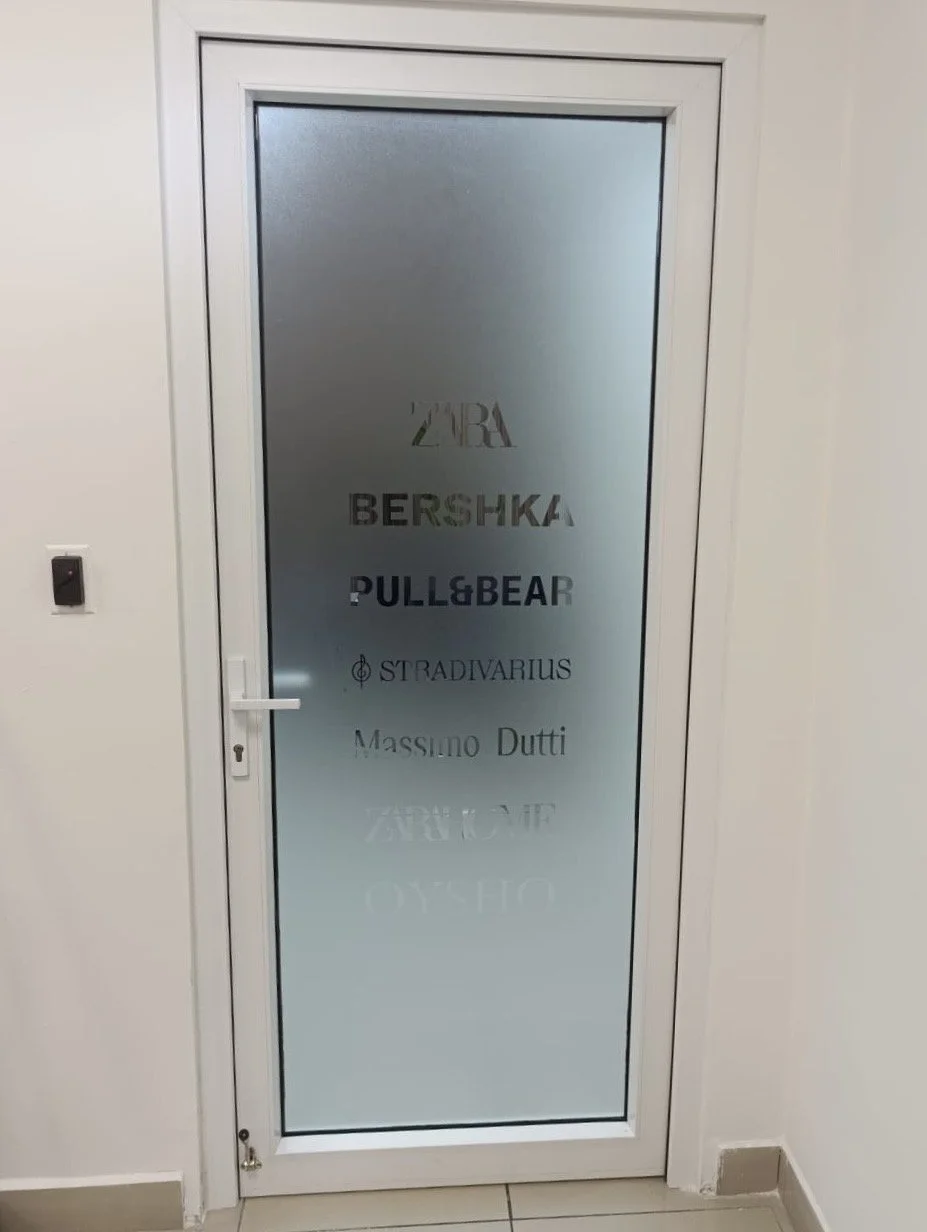 ZARA
BERSHKA
PULL&BEAR
STRADIVARIUS
Massimo Dutti
ZARA HOME
OYSHO